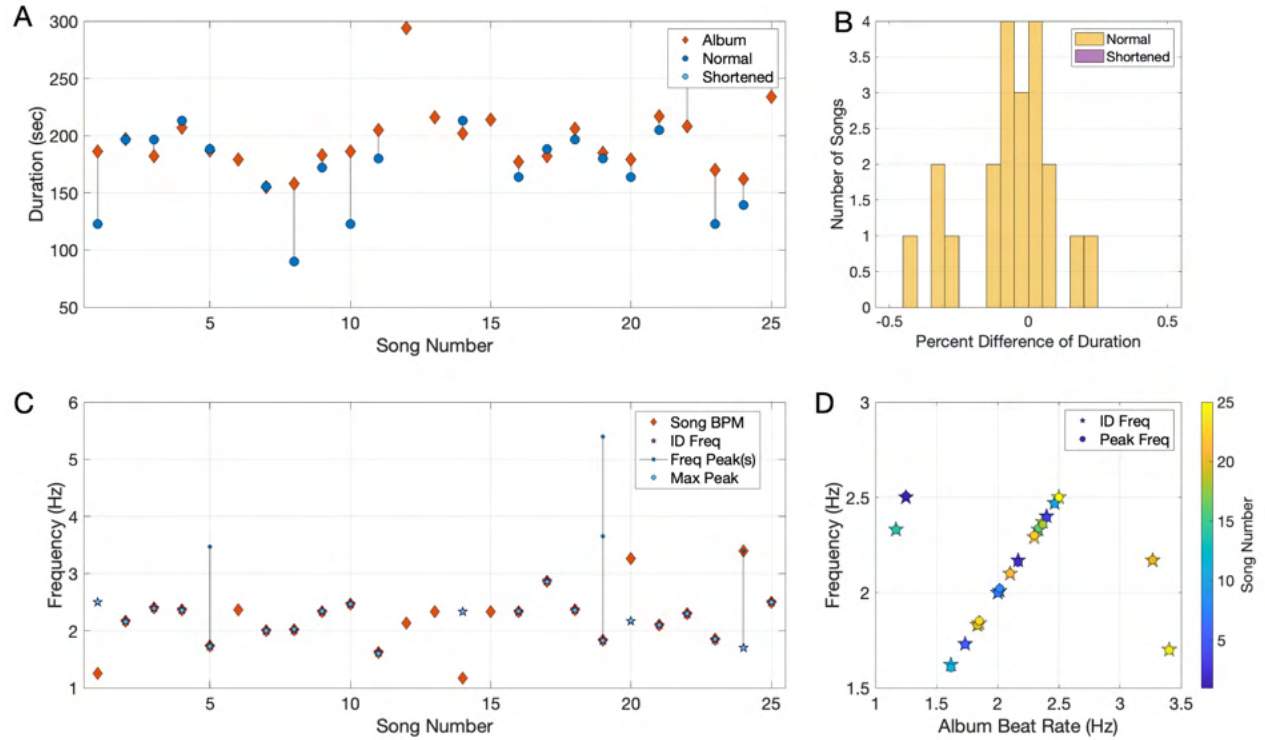 A
300
250
200
150
100
50
Duration (sec)
5
10
15
20
25
Song Number
Album
Normal
Shortened
B
4
3.5
3
2.5
2
1.5
1
0.5
0
Number of Songs
-0.5
0
0.5
Percent Difference of Duration
Normal
Shortened
C
6
5
4
3
2
1
Frequency (Hz)
5
10
15
20
25
Song Number
Song BPM
ID Freq
Freq Peak(s)
Max Peak
D
3
2.5
2
1.5
Frequency (Hz)
1
1.5
2
2.5
3
3.5
Album Beat Rate (Hz)
ID Freq
Peak Freq
25
20
15
10
5
Song Number